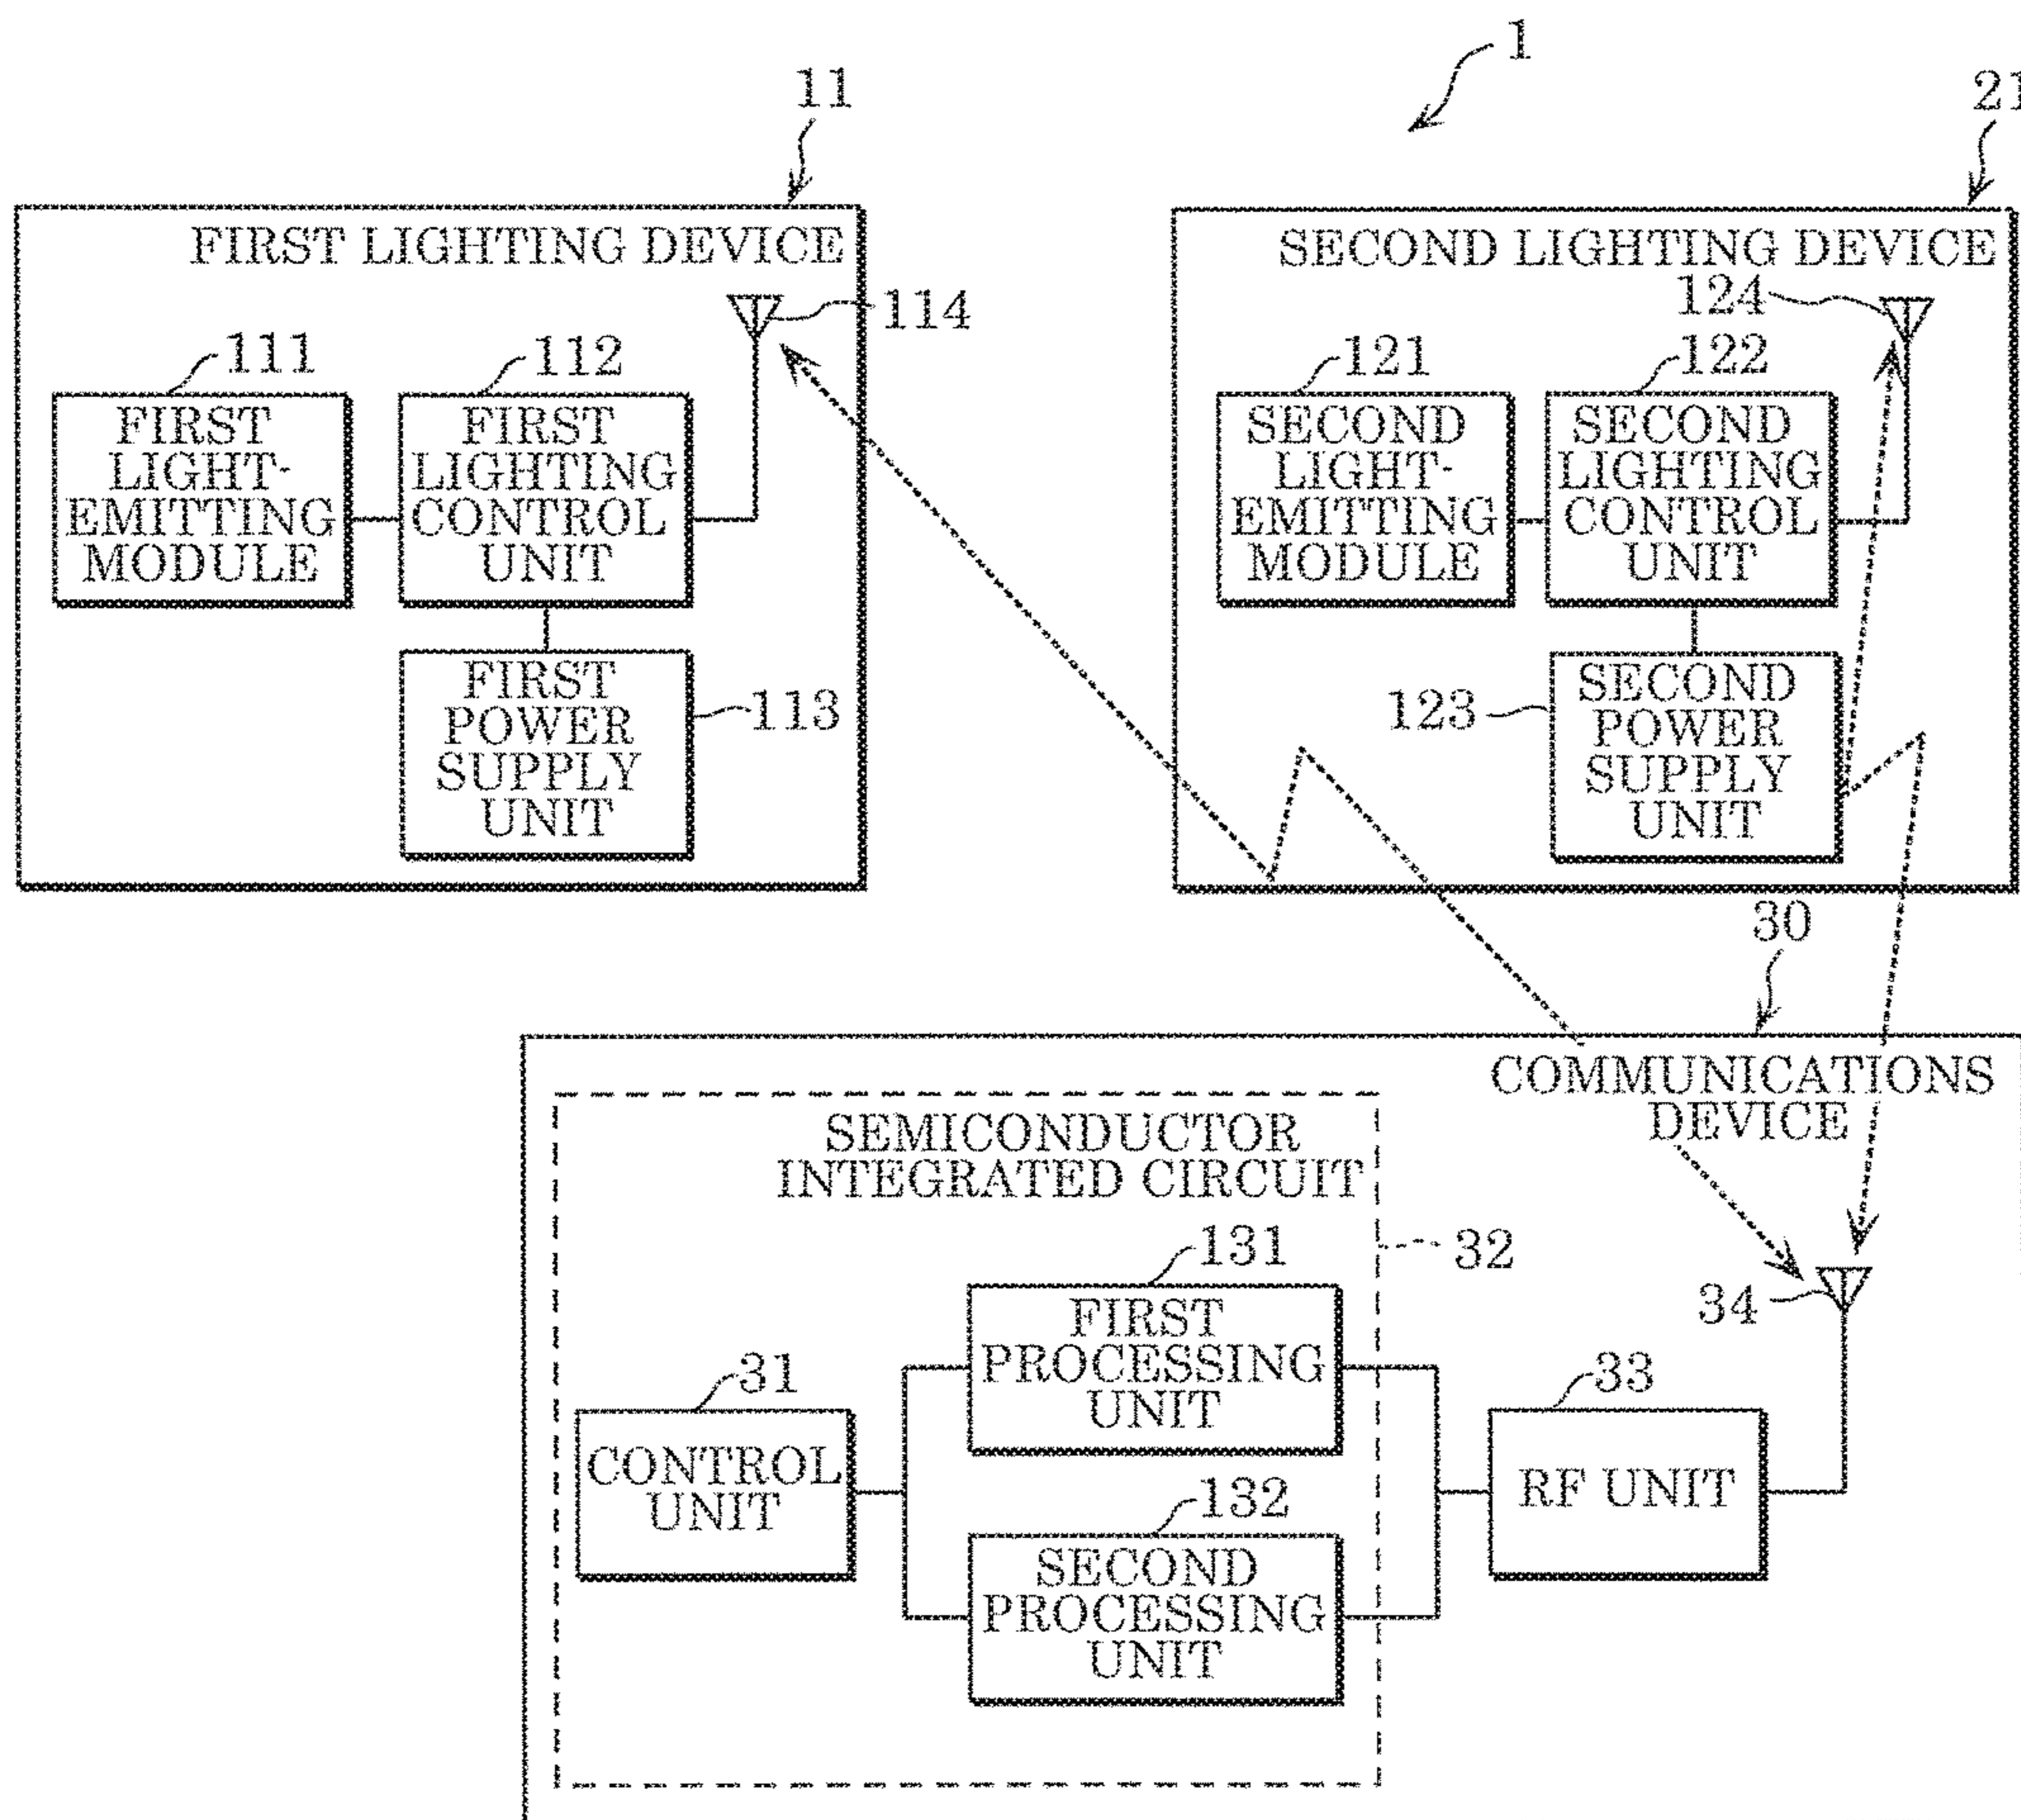 1
11
21
FIRST LIGHTING DEVICE
114
111
112
FIRST
LIGHT-
EMITTING
MODULE
FIRST
LIGHTING
CONTROL
UNIT
FIRST
POWER
SUPPLY
UNIT
113
SECOND LIGHTING DEVICE
124
121
122
SECOND
LIGHT-
EMITTING
MODULE
SECOND
LIGHTING
CONTROL
UNIT
123
SECOND
POWER
SUPPLY
UNIT
30
COMMUNICATIONS
DEVICE
SEMICONDUCTOR
INTEGRATED CIRCUIT
32
131
FIRST
PROCESSING
UNIT
34
31
CONTROL
UNIT
33
RF UNIT
132
SECOND
PROCESSING
UNIT